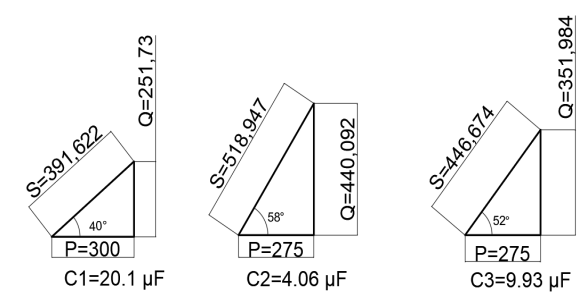 S=391,622
Q=251,73
40°
P=300
C1=20.1 µF
S=518,947
Q=440,092
58°
P=275
C2=4.06 µF
S=446,674
Q=351,984
52°
P=275
C3=9.93 µF